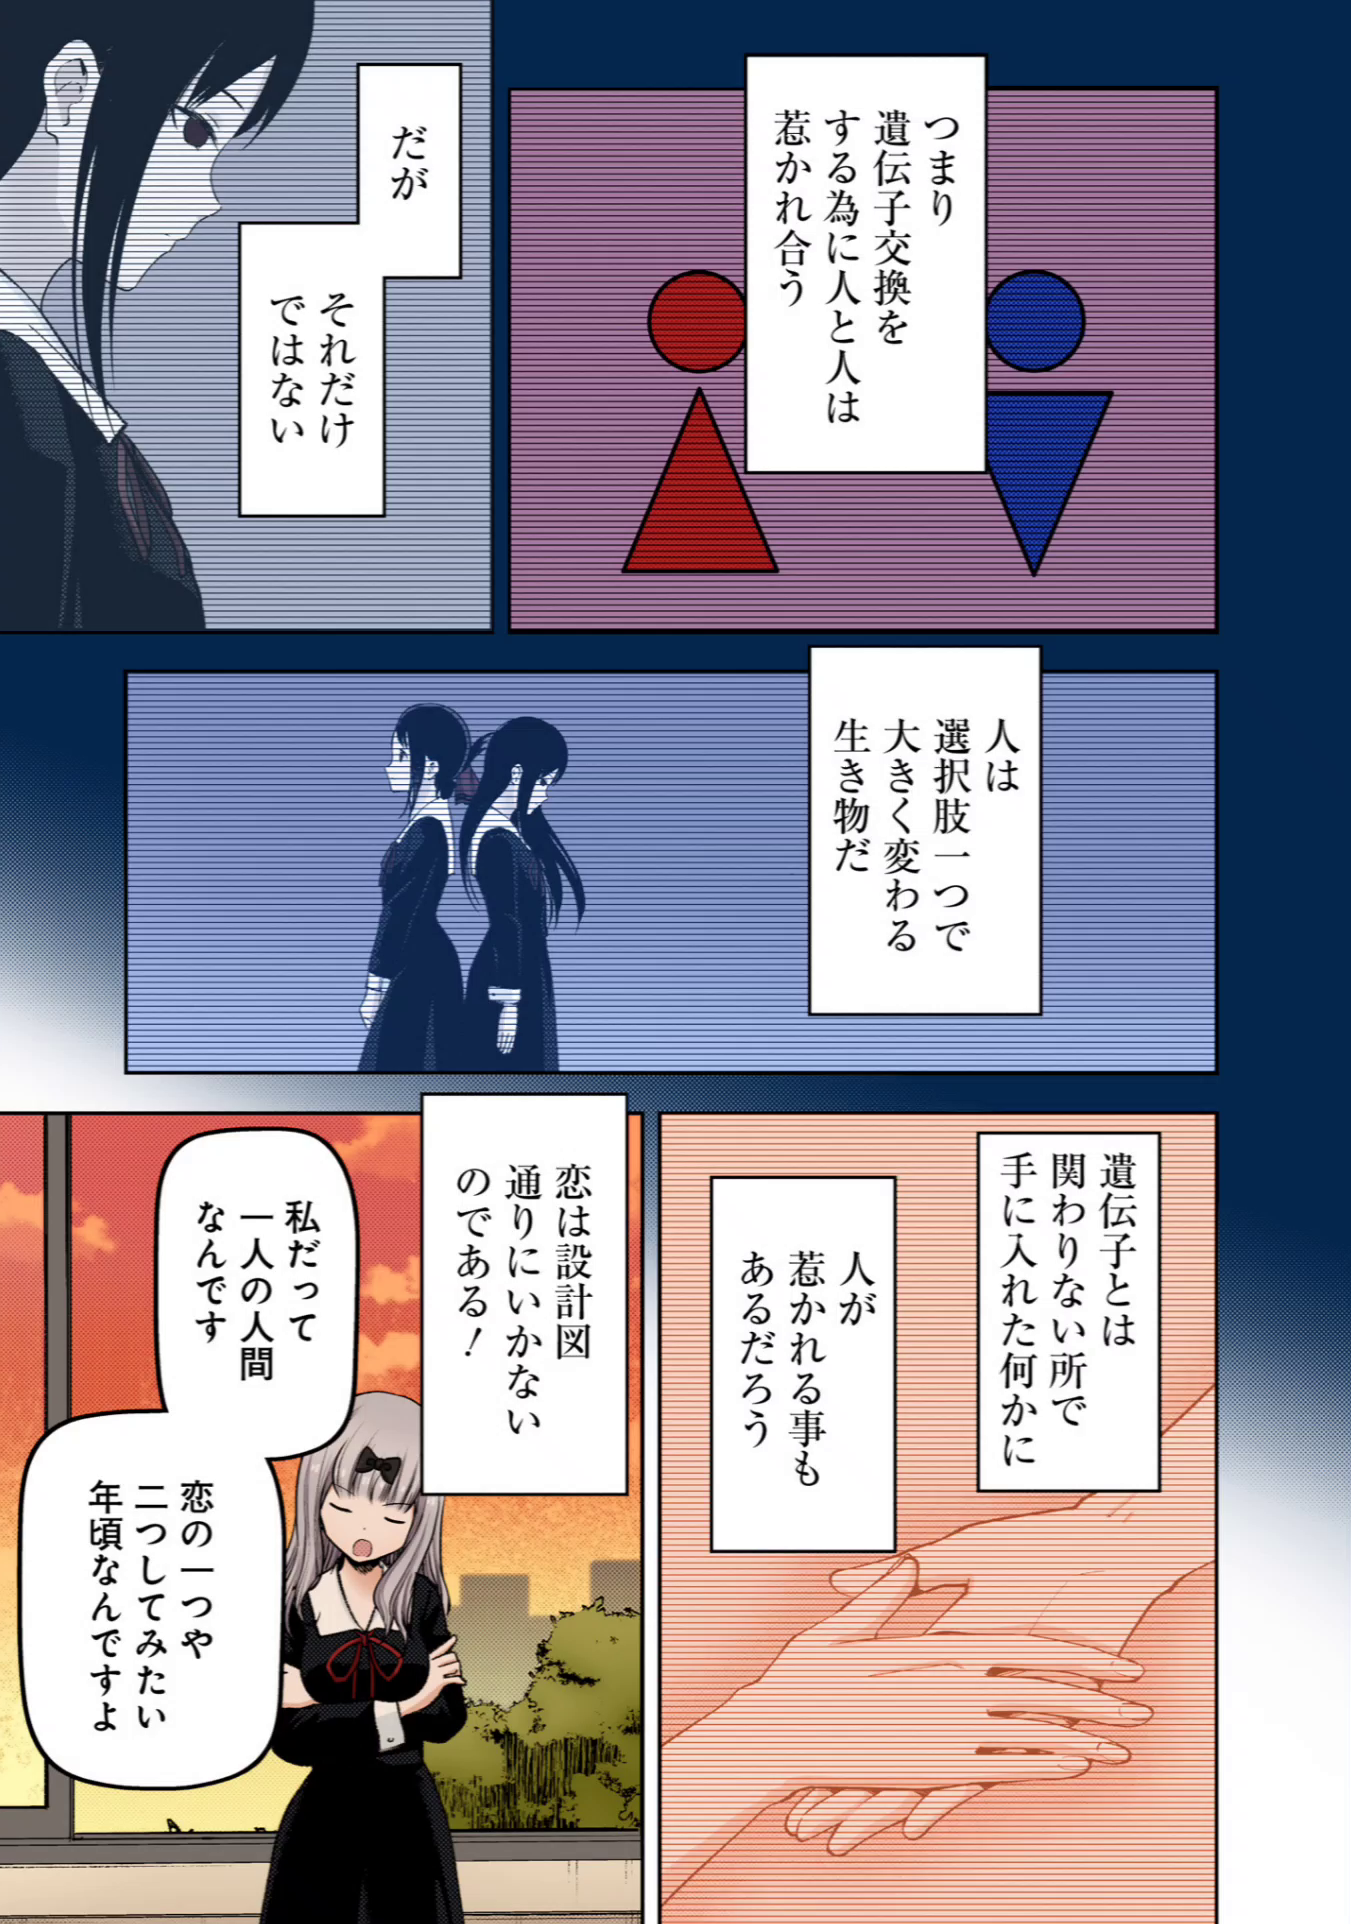 つまり
遺伝子交換を
する為に人と人は
惹かれ合う
だが
それだけ
ではない
人は
選択肢一つで
大きく変わる
生き物だ
遺伝子とは
関わりない所で
手に入れた何かに
人が
惹かれる事も
あるだろう
恋は設計図
通りにいかない
のである！
私だって
一人の人間
なんです
恋の一つや
二つしてみたい
年頃なんですよ